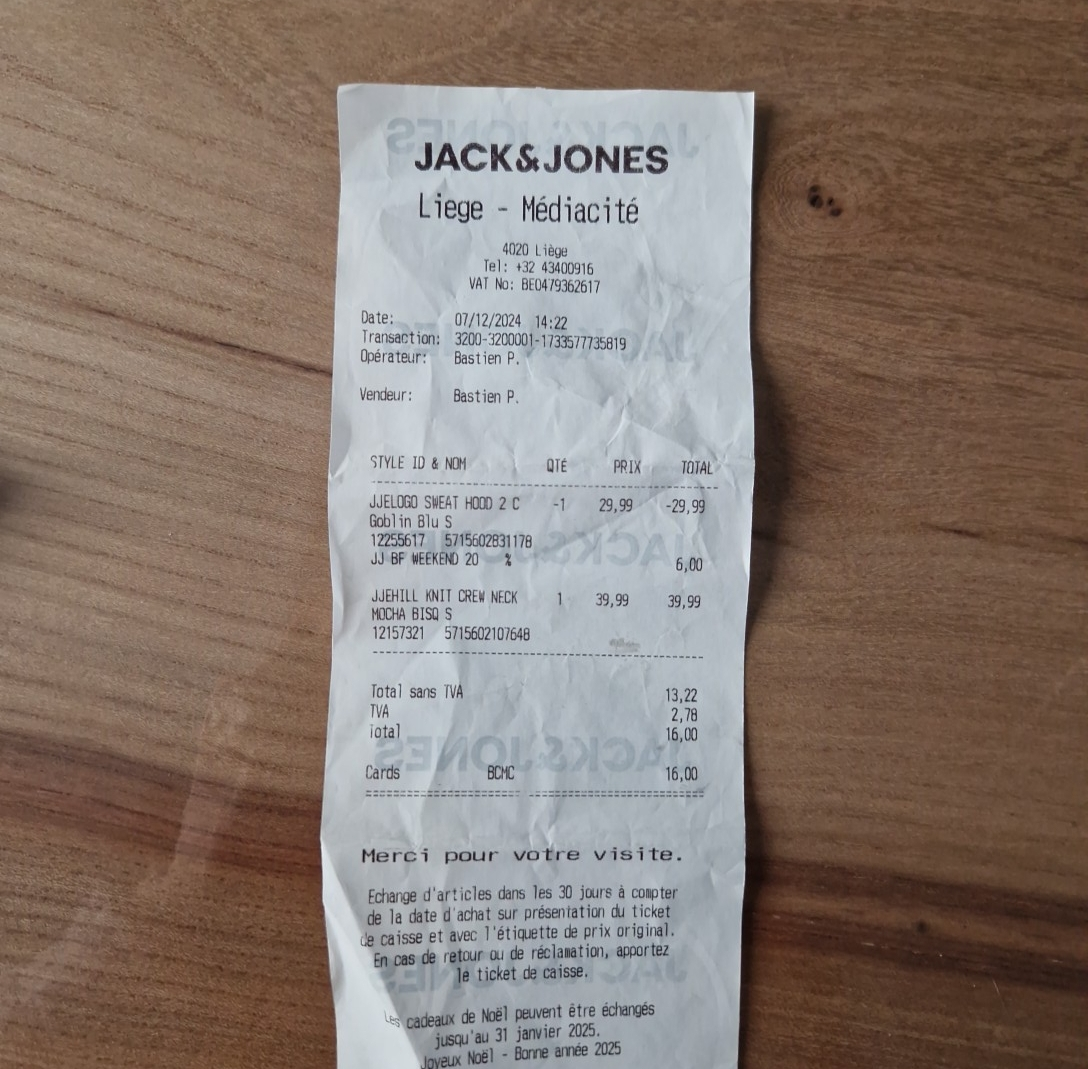 JACK&JONES
Liege - Médiacité
4020 Liège
Tel: +32 43400916
VAT No: BE0479362617
Date: 07/12/2024 14:22
Transaction: 3200-3200001-1733577735819
Opérateur: Bastien P.
Vendeur: Bastien P.
STYLE ID & NOM QTÉ PRIX TOTAL
JJELOGO SWEAT HOOD 2 C -1 29,99 -29,99
Goblin Blu S
12255617 5715602831178
JJ BF WEEKEND 20 % 6,00
JJEHILL KNIT CREW NECK 1 39,99 39,99
MOCHA BISQ S
12157321 5715602107648
Total sans TVA 13,22
TVA 2,78
Total 16,00
Cards BCMC 16,00
Merci pour votre visite.
Echange d'articles dans les 30 jours à compter
de la date d'achat sur présentation du ticket
de caisse et avec l'étiquette de prix original.
En cas de retour ou de réclamation, apportez
le ticket de caisse.
Les cadeaux de Noël peuvent être échangés
jusqu'au 31 janvier 2025.
Joyeux Noël - Bonne année 2025